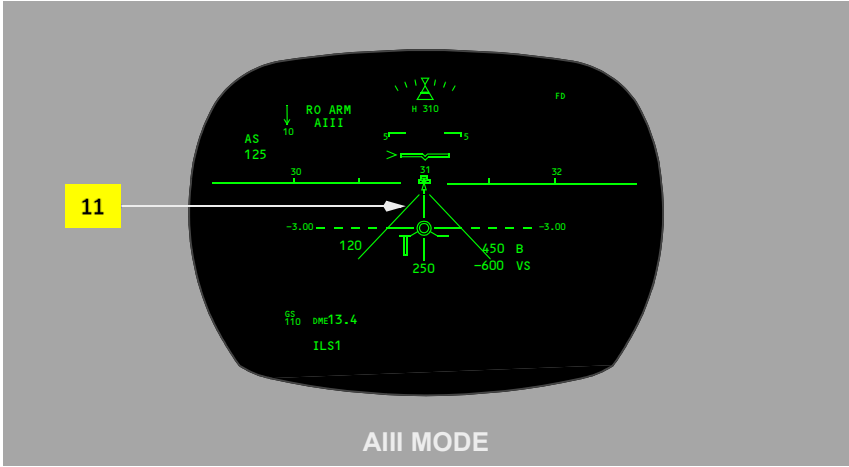 FD
H 310
RO ARM
AIII
10
5 5
AS
125
31
30 32
11
-3.00 -3.00
120 450 B
250 -600 VS
GS
110 DME13.4
ILS1
AIII MODE